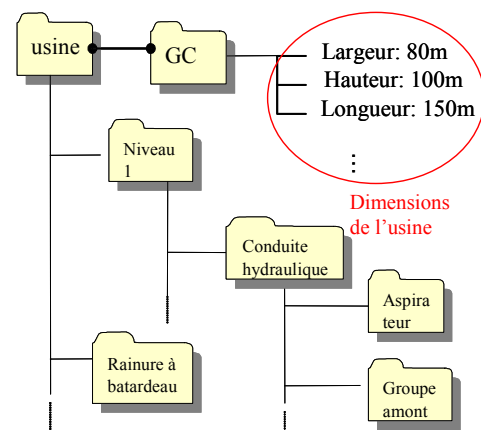 usine
GC
Largeur: 80m
Hauteur: 100m
Longueur: 150m
⋮
Dimensions
de l’usine
Niveau
1
Conduite
hydraulique
Aspira
teur
Rainure à
batardeau
Groupe
amont